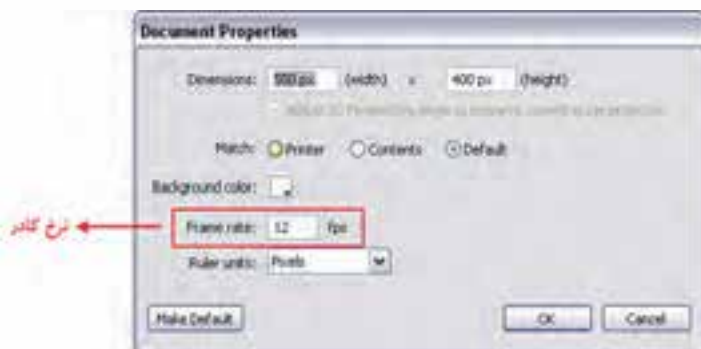 Document Properties
Dimensions: 550 px (width) x 400 px (height)
Match: Printer Contents Default
Background color:
نرخ کادر
Frame rate: 12 fps
Ruler units: Pixels
Make Default OK Cancel